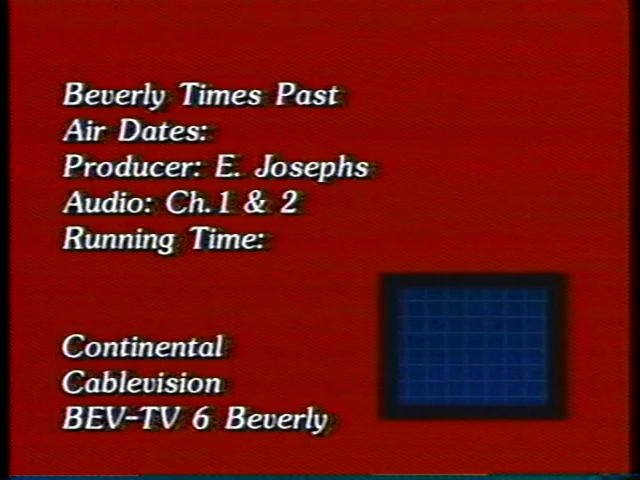 Beverly Times Past
Air Dates:
Producer: E. Josephs
Audio: Ch. 1 & 2
Running Time:
Continental
Cablevision
BEV-TV 6 Beverly